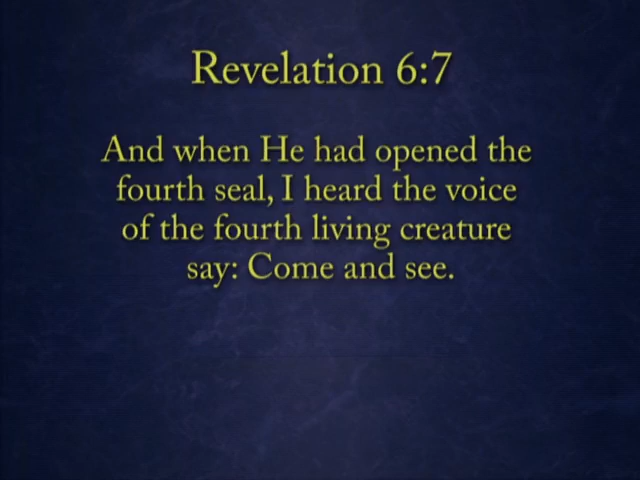 Revelation 6:7
And when He had opened the
fourth seal, I heard the voice
of the fourth living creature
say: Come and see.